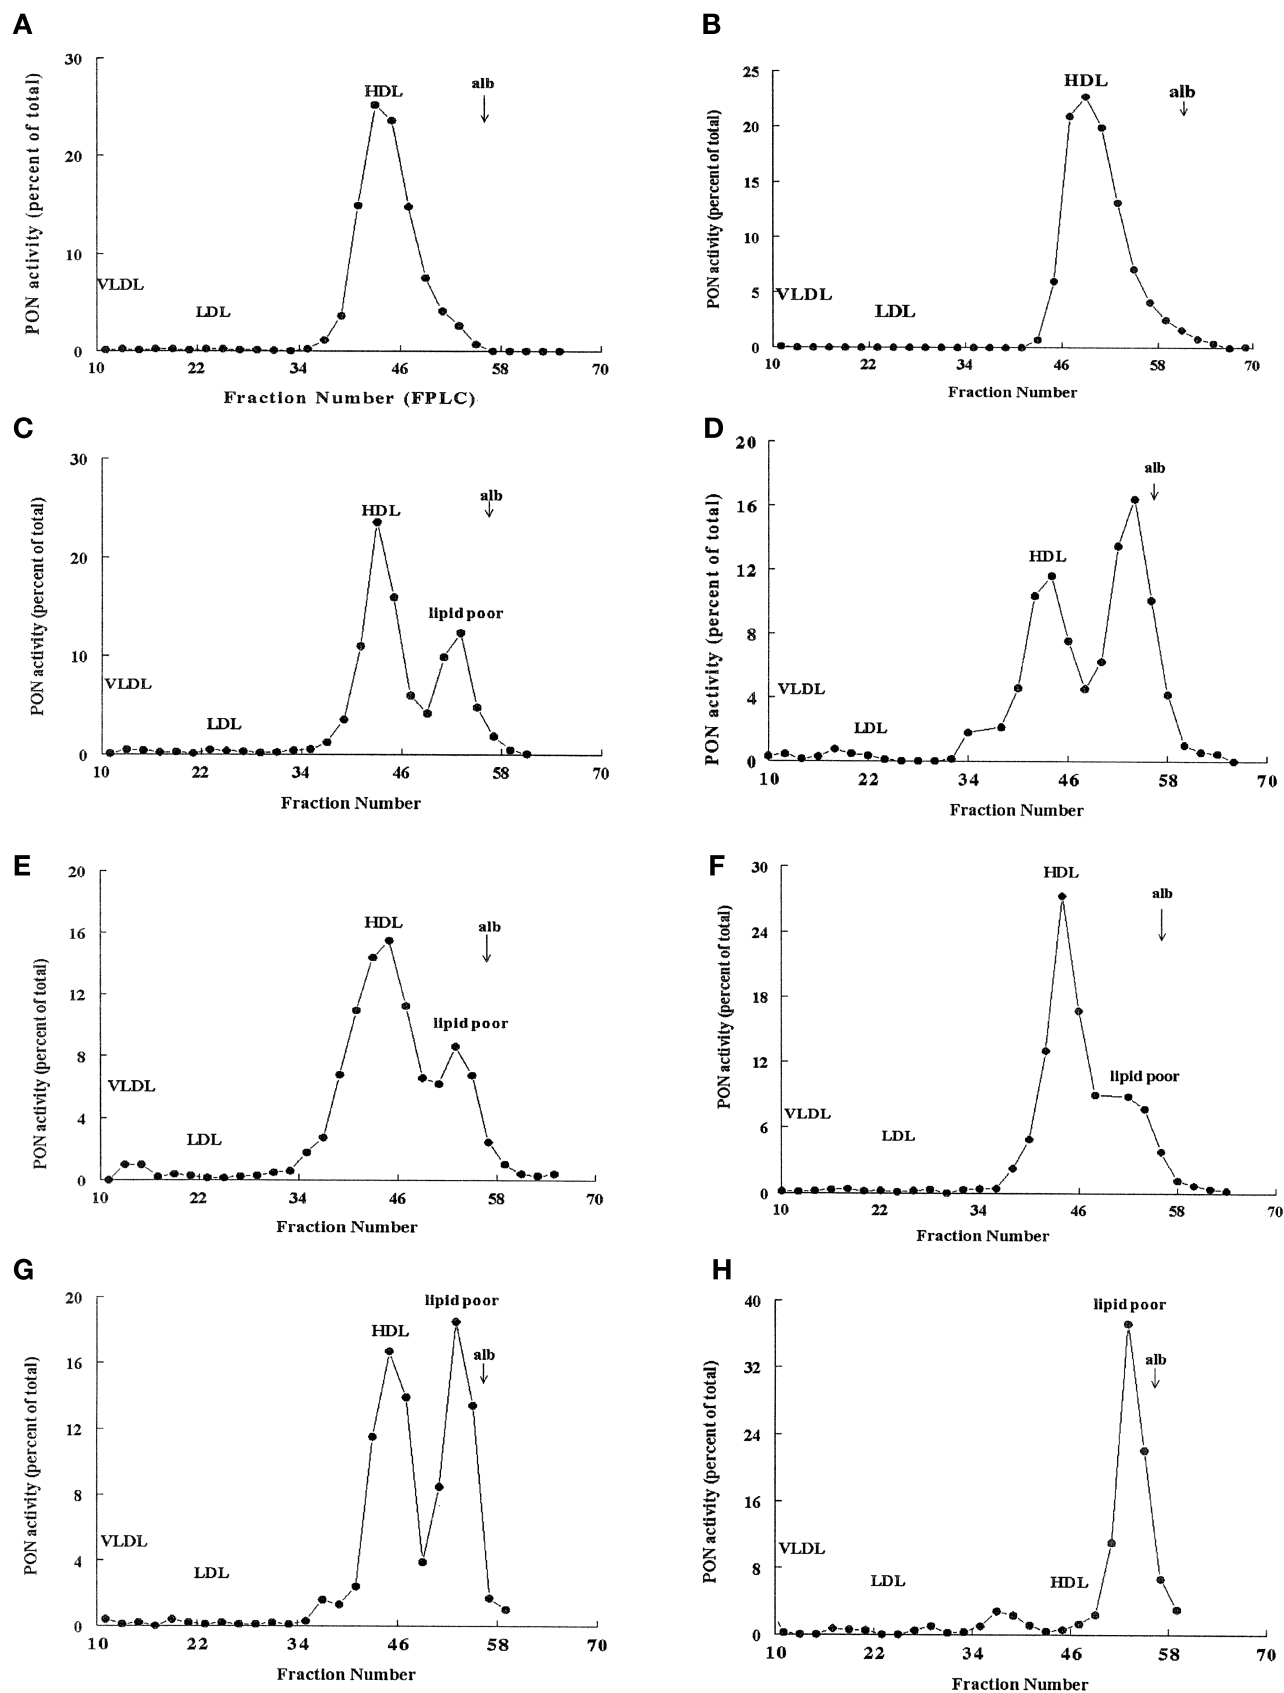 A
30
20
10
0
PON activity (percent of total)
HDL
alb
VLDL
LDL
10 22 34 46 58 70
Fraction Number (FPLC)
B
25
20
15
10
5
0
PON activity (percent of total)
HDL
alb
VLDL
LDL
10 22 34 46 58 70
Fraction Number
C
30
20
10
0
PON activity (percent of total)
HDL
alb
lipid poor
VLDL
LDL
10 22 34 46 58 70
Fraction Number
D
20
16
12
8
4
0
PON activity (percent of total)
alb
HDL
VLDL
LDL
10 22 34 46 58 70
Fraction Number
E
20
16
12
8
4
0
PON activity (percent of total)
HDL
alb
lipid poor
VLDL
LDL
10 22 34 46 58 70
Fraction Number
F
30
24
18
12
6
0
PON activity (percent of total)
HDL
alb
lipid poor
VLDL
LDL
10 22 34 46 58 70
Fraction Number
G
20
16
12
8
4
0
PON activity (percent of total)
lipid poor
HDL
alb
VLDL
LDL
10 22 34 46 58 70
Fraction Number
H
40
32
24
16
8
0
PON activity (percent of total)
lipid poor
alb
VLDL
LDL
HDL
10 22 34 46 58 70
Fraction Number